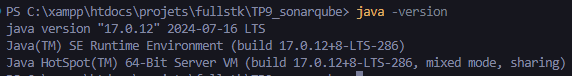 PS C:\xampp\htdocs\projets\fullstk\TP9_sonarqube> java -version
java version "17.0.12" 2024-07-16 LTS
Java(TM) SE Runtime Environment (build 17.0.12+8-LTS-286)
Java HotSpot(TM) 64-Bit Server VM (build 17.0.12+8-LTS-286, mixed mode, sharing)